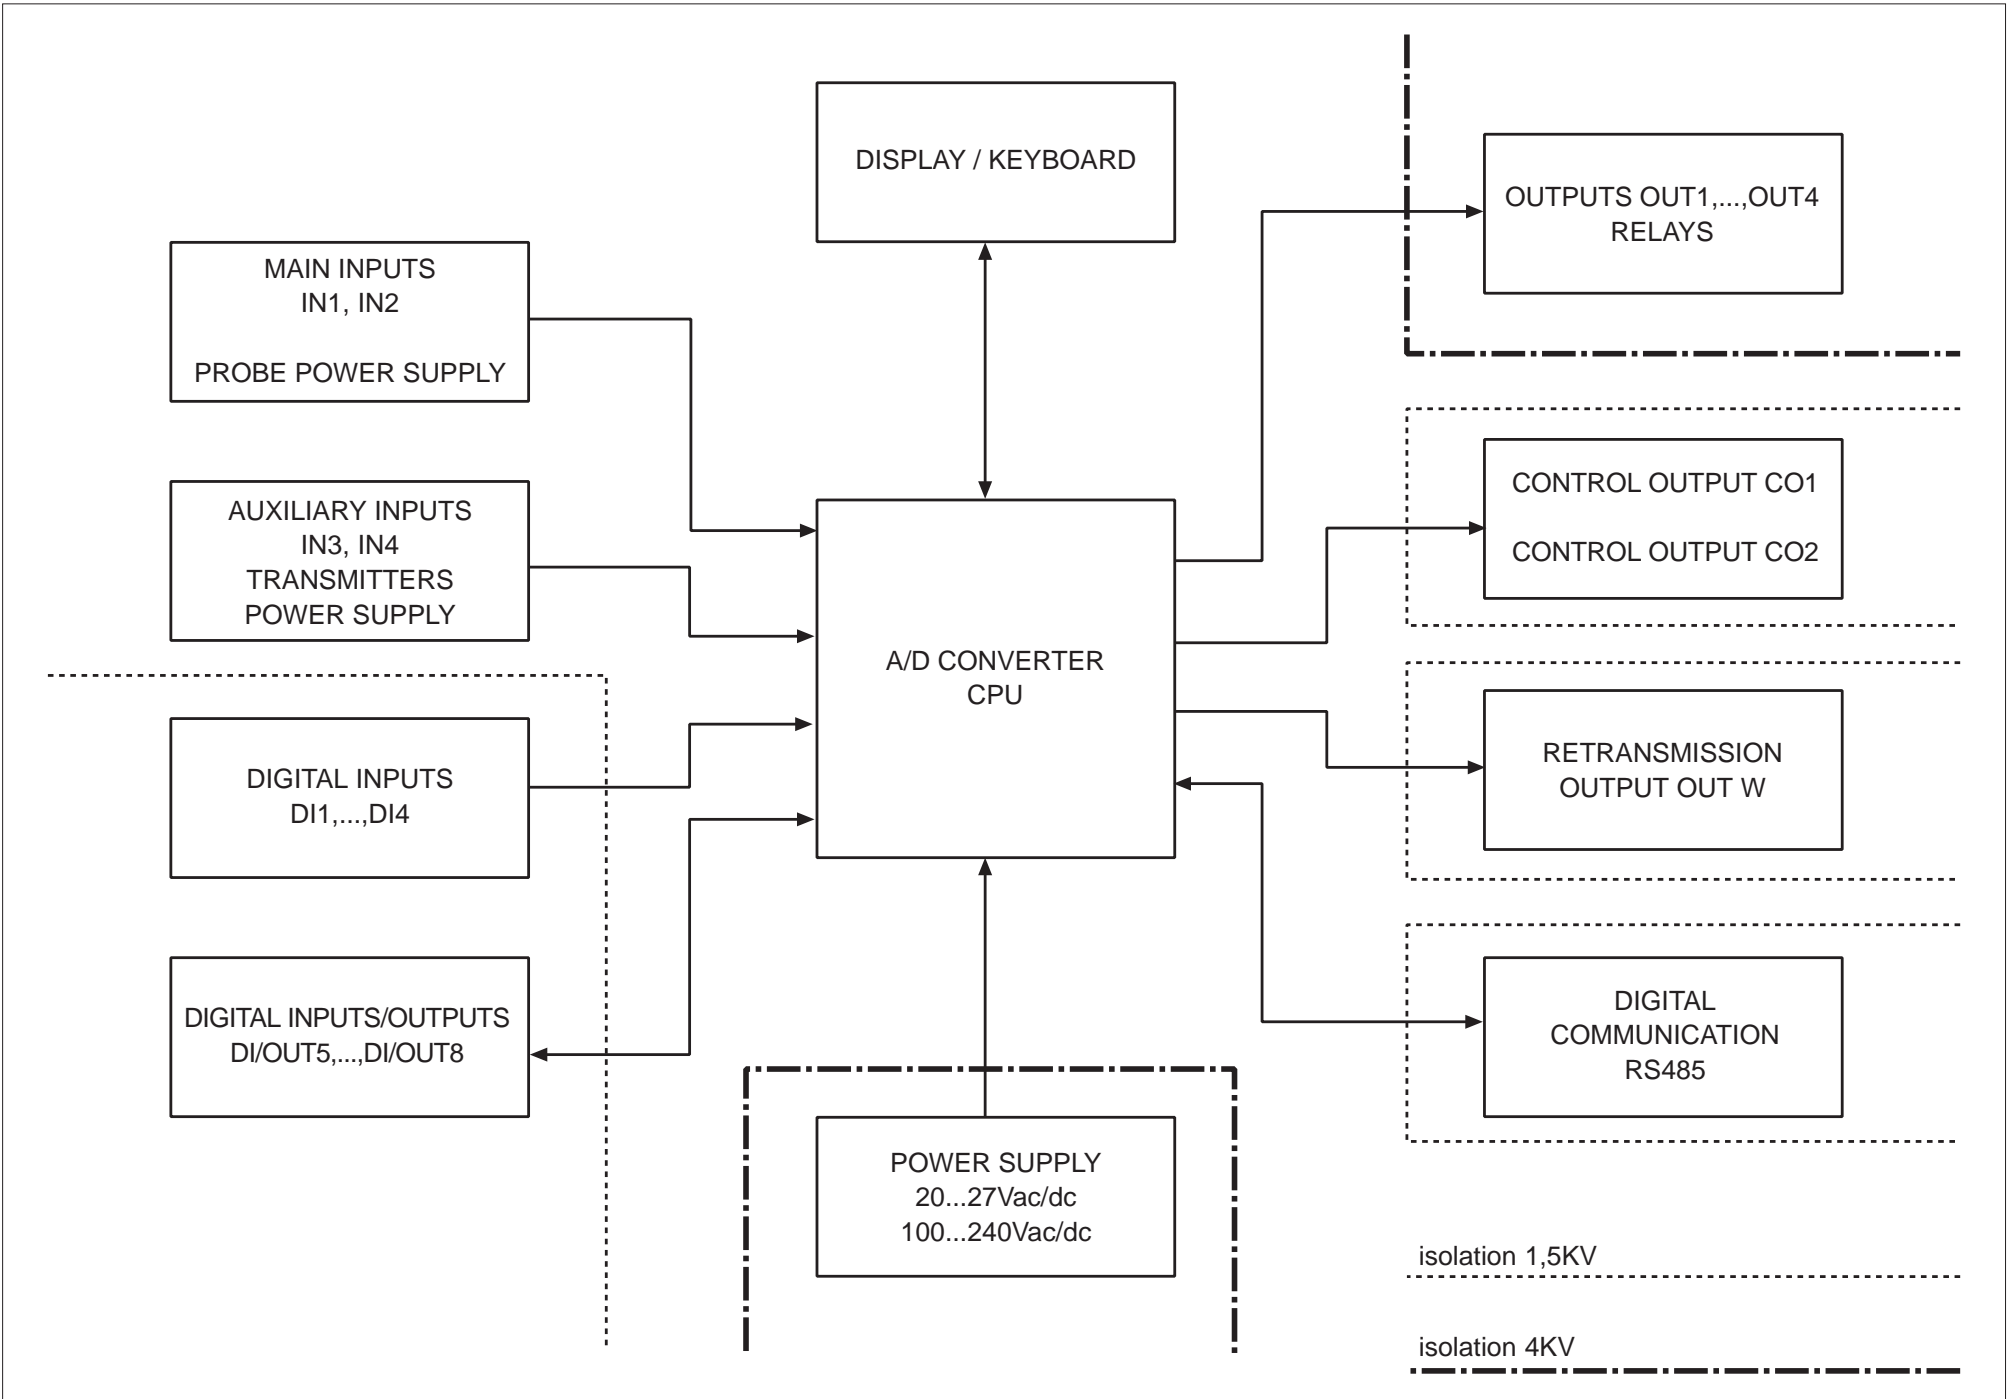 DISPLAY / KEYBOARD
OUTPUTS OUT1,...,OUT4
RELAYS
MAIN INPUTS
IN1, IN2
PROBE POWER SUPPLY
CONTROL OUTPUT CO1
CONTROL OUTPUT CO2
AUXILIARY INPUTS
IN3, IN4
TRANSMITTERS
POWER SUPPLY
A/D CONVERTER
CPU
DIGITAL INPUTS
DI1,...,DI4
RETRANSMISSION
OUTPUT OUT W
DIGITAL INPUTS/OUTPUTS
DI/OUT5,...,DI/OUT8
DIGITAL
COMMUNICATION
RS485
POWER SUPPLY
20...27Vac/dc
100...240Vac/dc
isolation 1,5KV
isolation 4KV